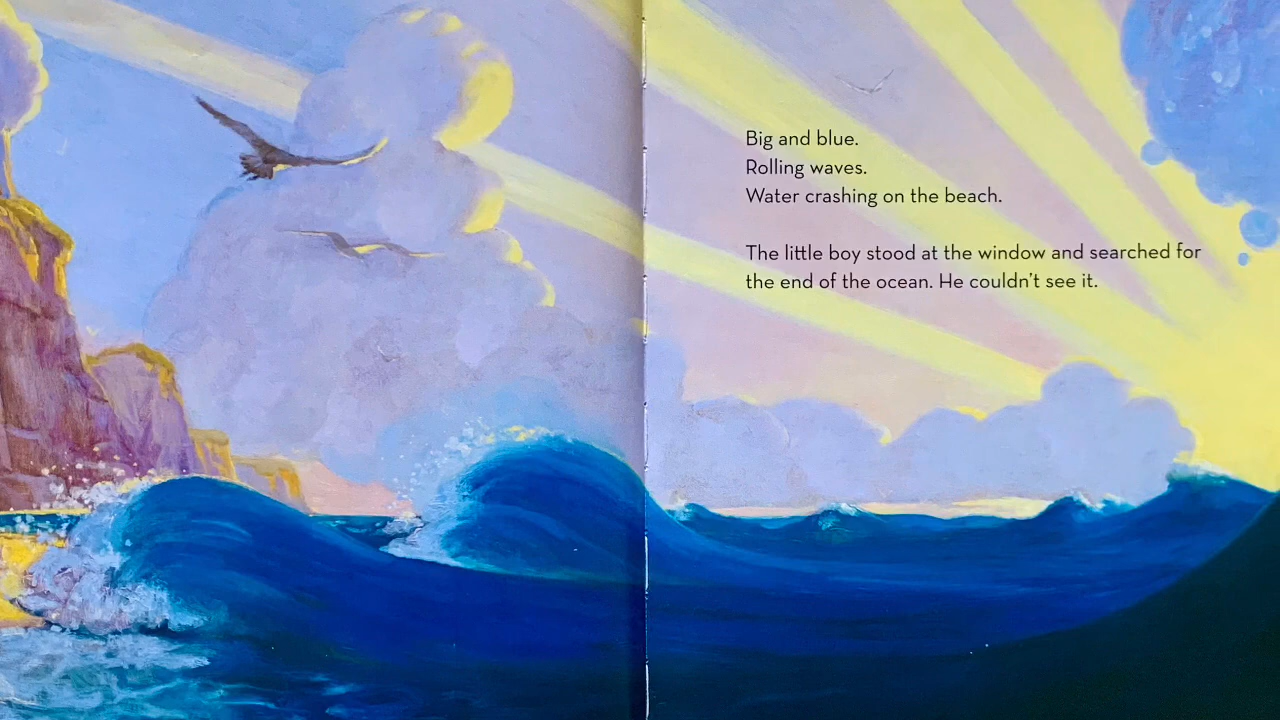 Big and blue.
Rolling waves.
Water crashing on the beach.
The little boy stood at the window and searched for
the end of the ocean. He couldn't see it.